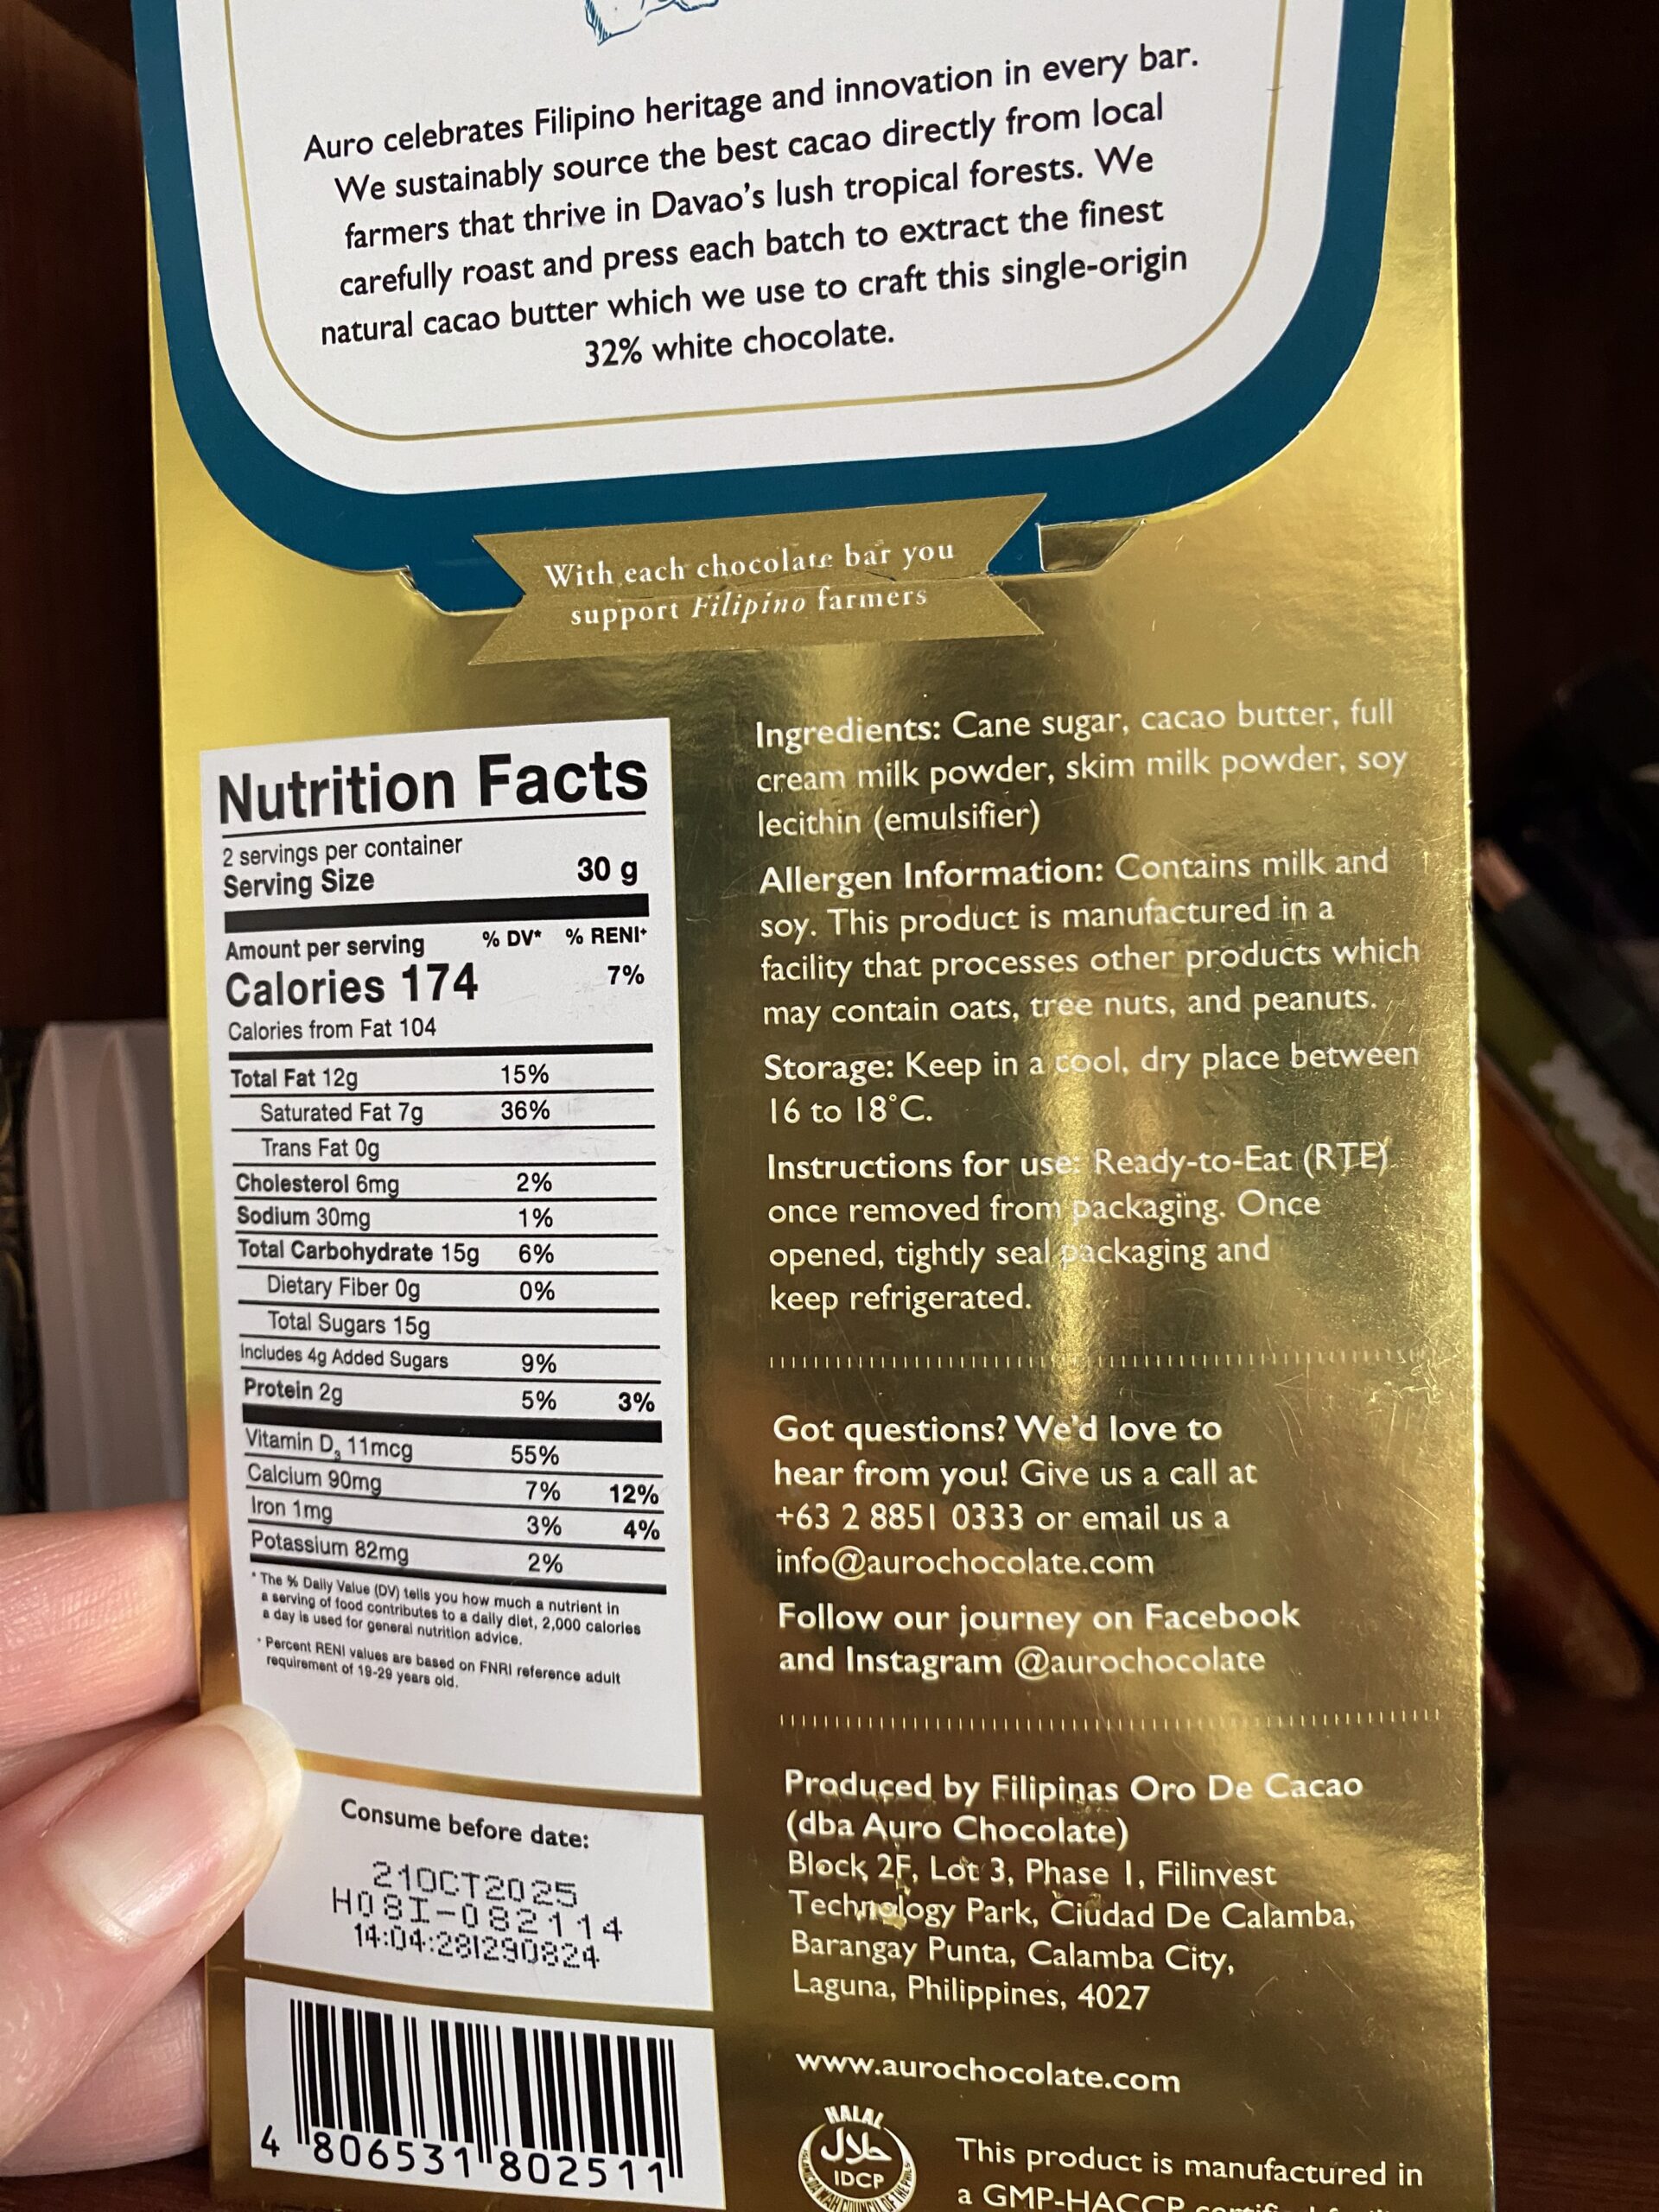 Auro celebrates Filipino heritage and innovation in every bar.
We sustainably source the best cacao directly from local
farmers that thrive in Davao's lush tropical forests. We
carefully roast and press each batch to extract the finest
natural cacao butter which we use to craft this single-origin
32% white chocolate.
With each chocolate bar you
support Filipino farmers
Nutrition Facts
2 servings per container
Serving Size 30 g
Amount per serving % DV* % RENI+
Calories 174 7%
Calories from Fat 104
Total Fat 12g 15%
Saturated Fat 7g 36%
Trans Fat 0g
Cholesterol 6mg 2%
Sodium 30mg 1%
Total Carbohydrate 15g 6%
Dietary Fiber 0g 0%
Total Sugars 15g
Includes 4g Added Sugars 9%
Protein 2g 5% 3%
Vitamin D3 11mcg 55%
Calcium 90mg 7% 12%
Iron 1mg 3% 4%
Potassium 82mg 2%
* The % Daily Value (DV) tells you how much a nutrient in
a serving of food contributes to a daily diet, 2,000 calories
a day is used for general nutrition advice.
+ Percent RENI values are based on FNRI reference adult
requirement of 19-29 years old.
Consume before date:
21OCT2025
H08I-082114
14:04:281290824
4 806531 802511
Ingredients: Cane sugar, cacao butter, full
cream milk powder, skim milk powder, soy
lecithin (emulsifier)
Allergen Information: Contains milk and
soy. This product is manufactured in a
facility that processes other products which
may contain oats, tree nuts, and peanuts.
Storage: Keep in a cool, dry place between
16 to 18°C.
Instructions for use: Ready-to-Eat (RTE)
once removed from packaging. Once
opened, tightly seal packaging and
keep refrigerated.
Got questions? We'd love to
hear from you! Give us a call at
+63 2 8851 0333 or email us a
info@aurochocolate.com
Follow our journey on Facebook
and Instagram @aurochocolate
Produced by Filipinas Oro De Cacao
(dba Auro Chocolate)
Block 2F, Lot 3, Phase 1, Filinvest
Technology Park, Ciudad De Calamba,
Barangay Punta, Calamba City,
Laguna, Philippines, 4027
www.aurochocolate.com
HALAL
حلال
IDCP
This product is manufactured in
a GMP-HACCP